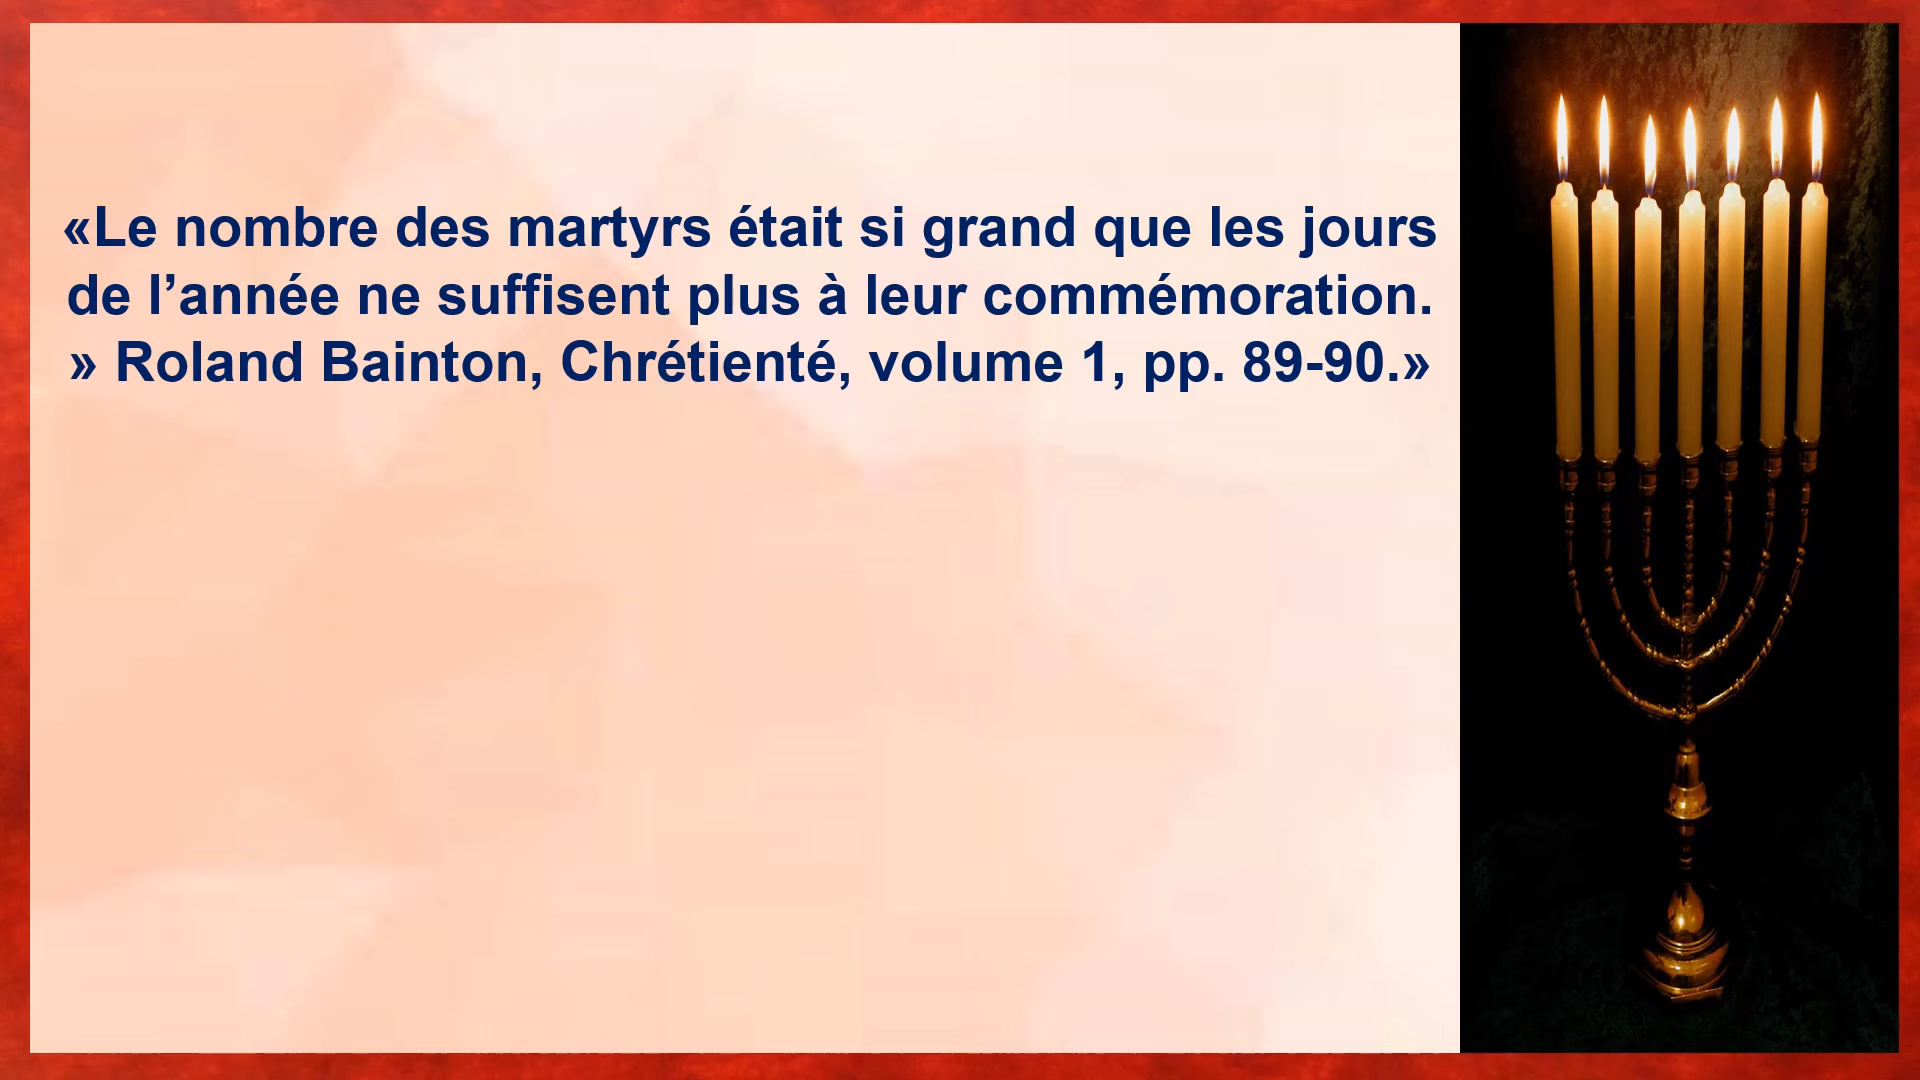 «Le nombre des martyrs était si grand que les jours
de l’année ne suffisent plus à leur commémoration.
» Roland Bainton, Chrétienté, volume 1, pp. 89-90.»